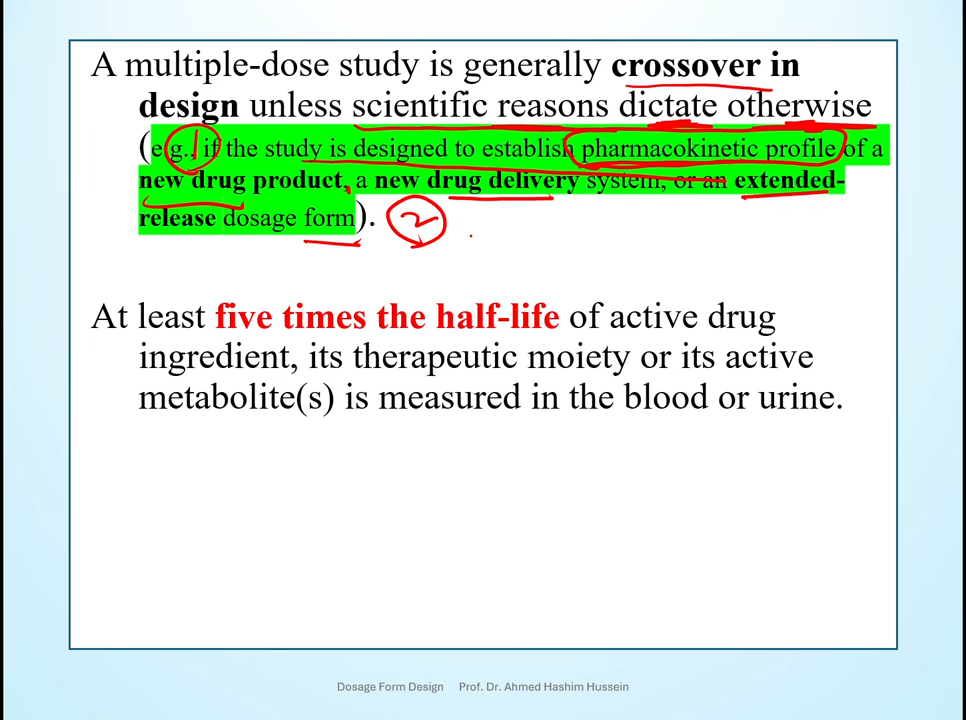 A multiple-dose study is generally crossover in
design unless scientific reasons dictate otherwise
(e.g., if the study is designed to establish pharmacokinetic profile of a
new drug product, a new drug delivery system, or an extended-
release dosage form). 2
At least five times the half-life of active drug
ingredient, its therapeutic moiety or its active
metabolite(s) is measured in the blood or urine.
Dosage Form Design Prof. Dr. Ahmed Hashim Hussein